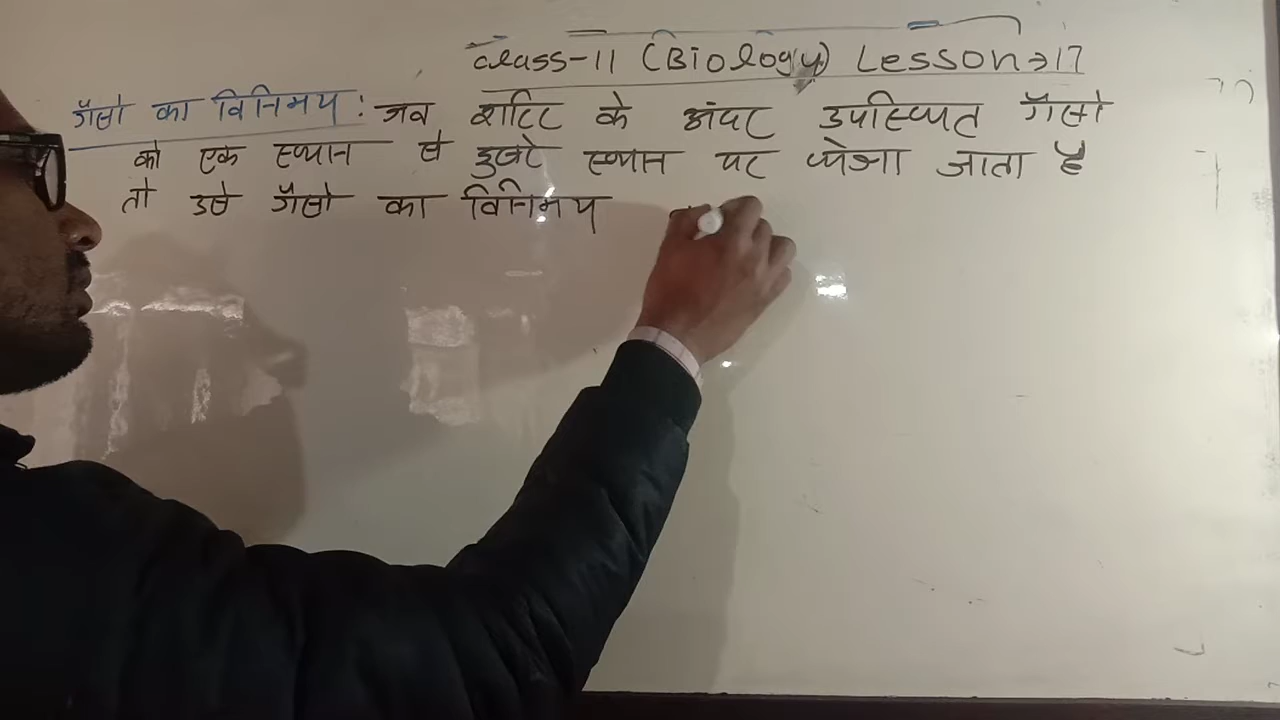 class-11 (Biology) Lesson→17
गैसो का विनिमय : जब शरिर के अंदर उपस्थित गैसो
को एक स्थान से दुसरे स्थान पर भेजा जाता है
तो उसे गैसो का विनिमय